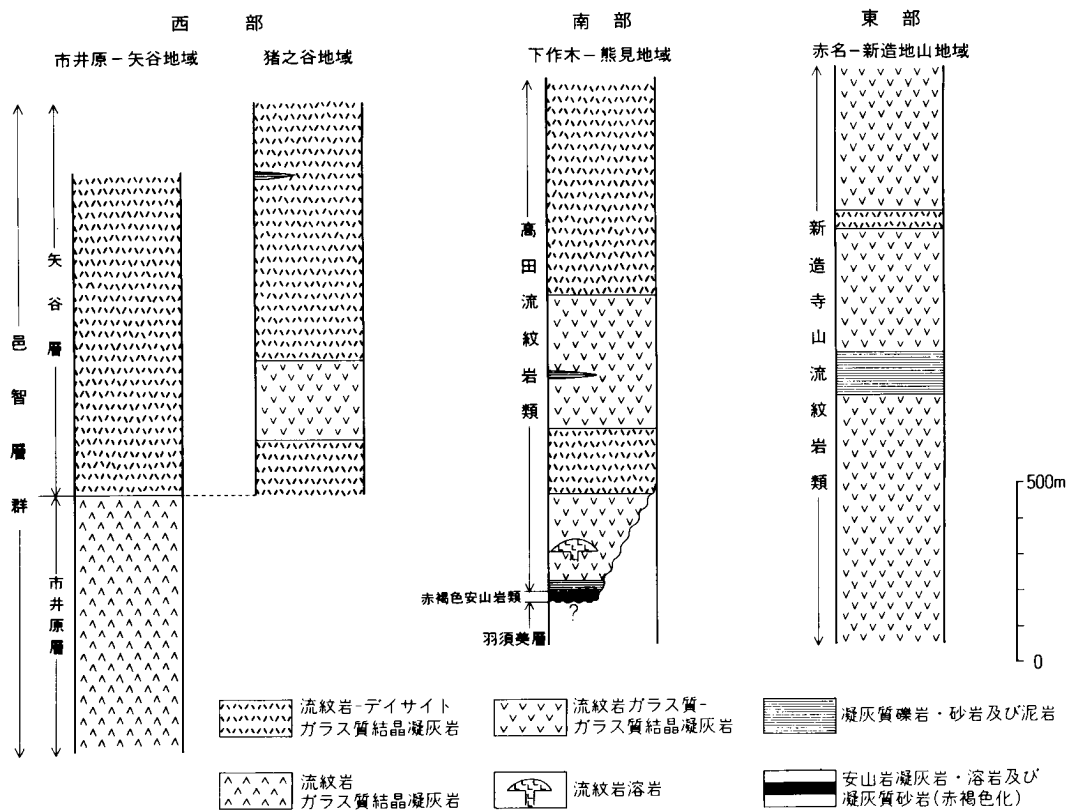 西部
市井原-矢谷地域
猪之谷地域
南部
下作木-熊見地域
東部
赤名-新造地山地域
邑智層群
矢谷層
市井原層
高田流紋岩類
赤褐色安山岩類
?
羽須美層
新造寺山流紋岩類
500m
0
流紋岩-デイサイト
ガラス質結晶凝灰岩
流紋岩ガラス質-
ガラス質結晶凝灰岩
凝灰質礫岩・砂岩及び泥岩
流紋岩
ガラス質結晶凝灰岩
流紋岩溶岩
安山岩凝灰岩・溶岩及び
凝灰質砂岩(赤褐色化)